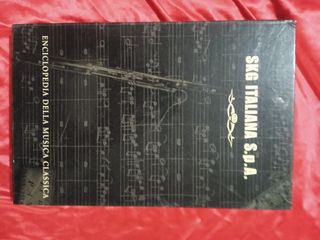 SKG ITALIANA S.p.A.
ENCICLOPEDIA DELLA MUSICA CLASSICA